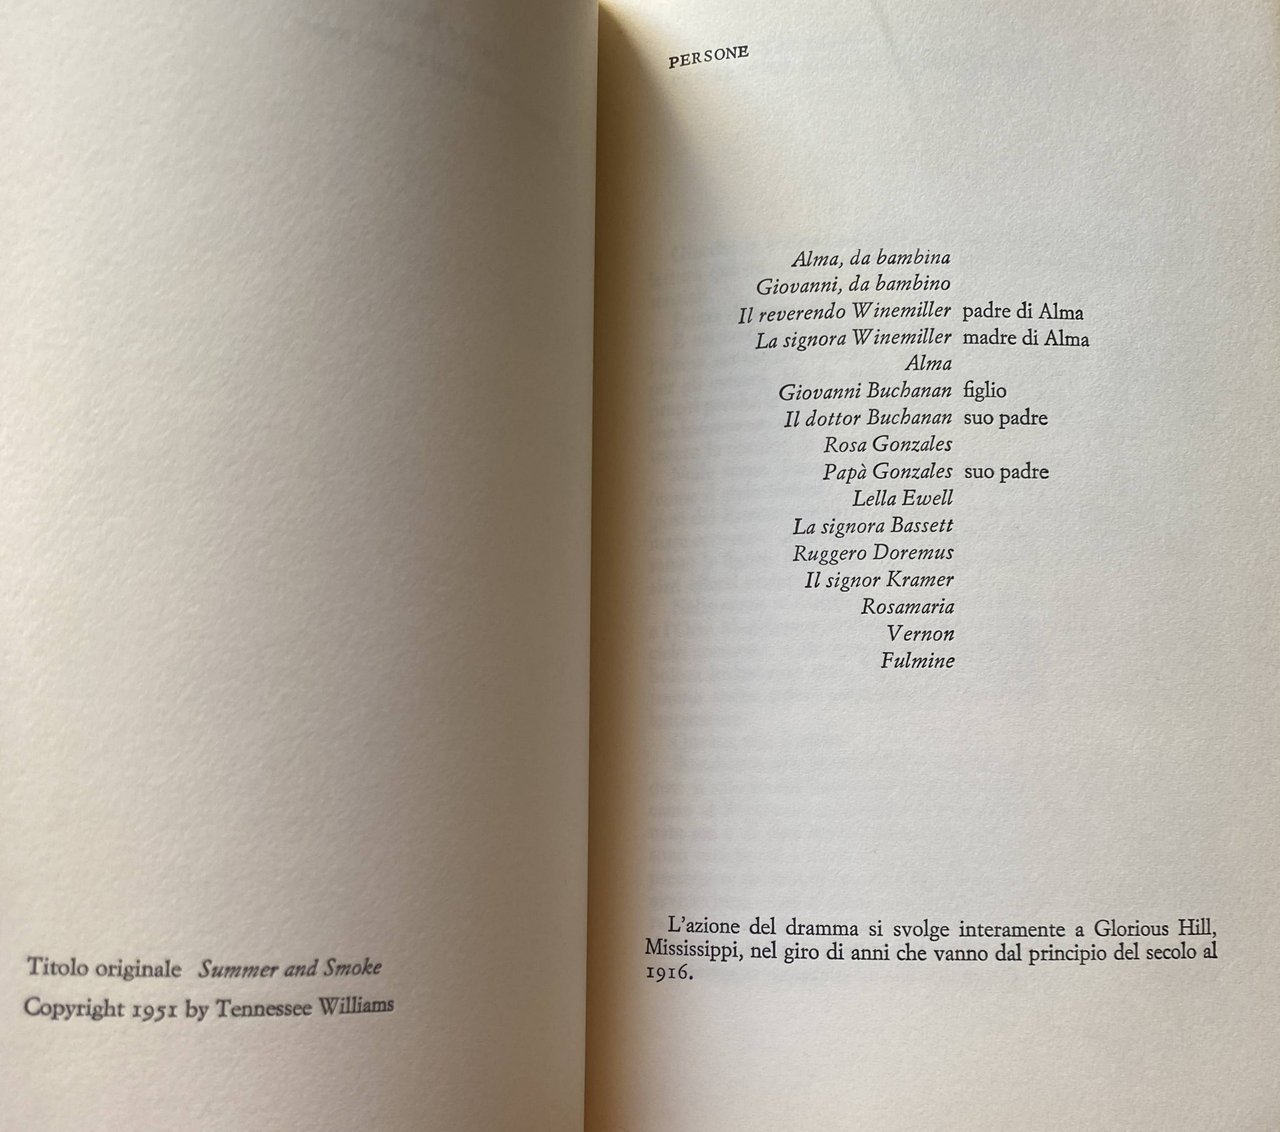 Titolo originale Summer and Smoke
Copyright 1951 by Tennessee Williams
PERSONE
Alma, da bambina
Giovanni, da bambino
Il reverendo Winemiller padre di Alma
La signora Winemiller madre di Alma
Alma
Giovanni Buchanan figlio
Il dottor Buchanan suo padre
Rosa Gonzales
Papà Gonzales suo padre
Lella Ewell
La signora Bassett
Ruggero Doremus
Il signor Kramer
Rosamaria
Vernon
Fulmine
L'azione del dramma si svolge interamente a Glorious Hill,
Mississippi, nel giro di anni che vanno dal principio del secolo al
1916.